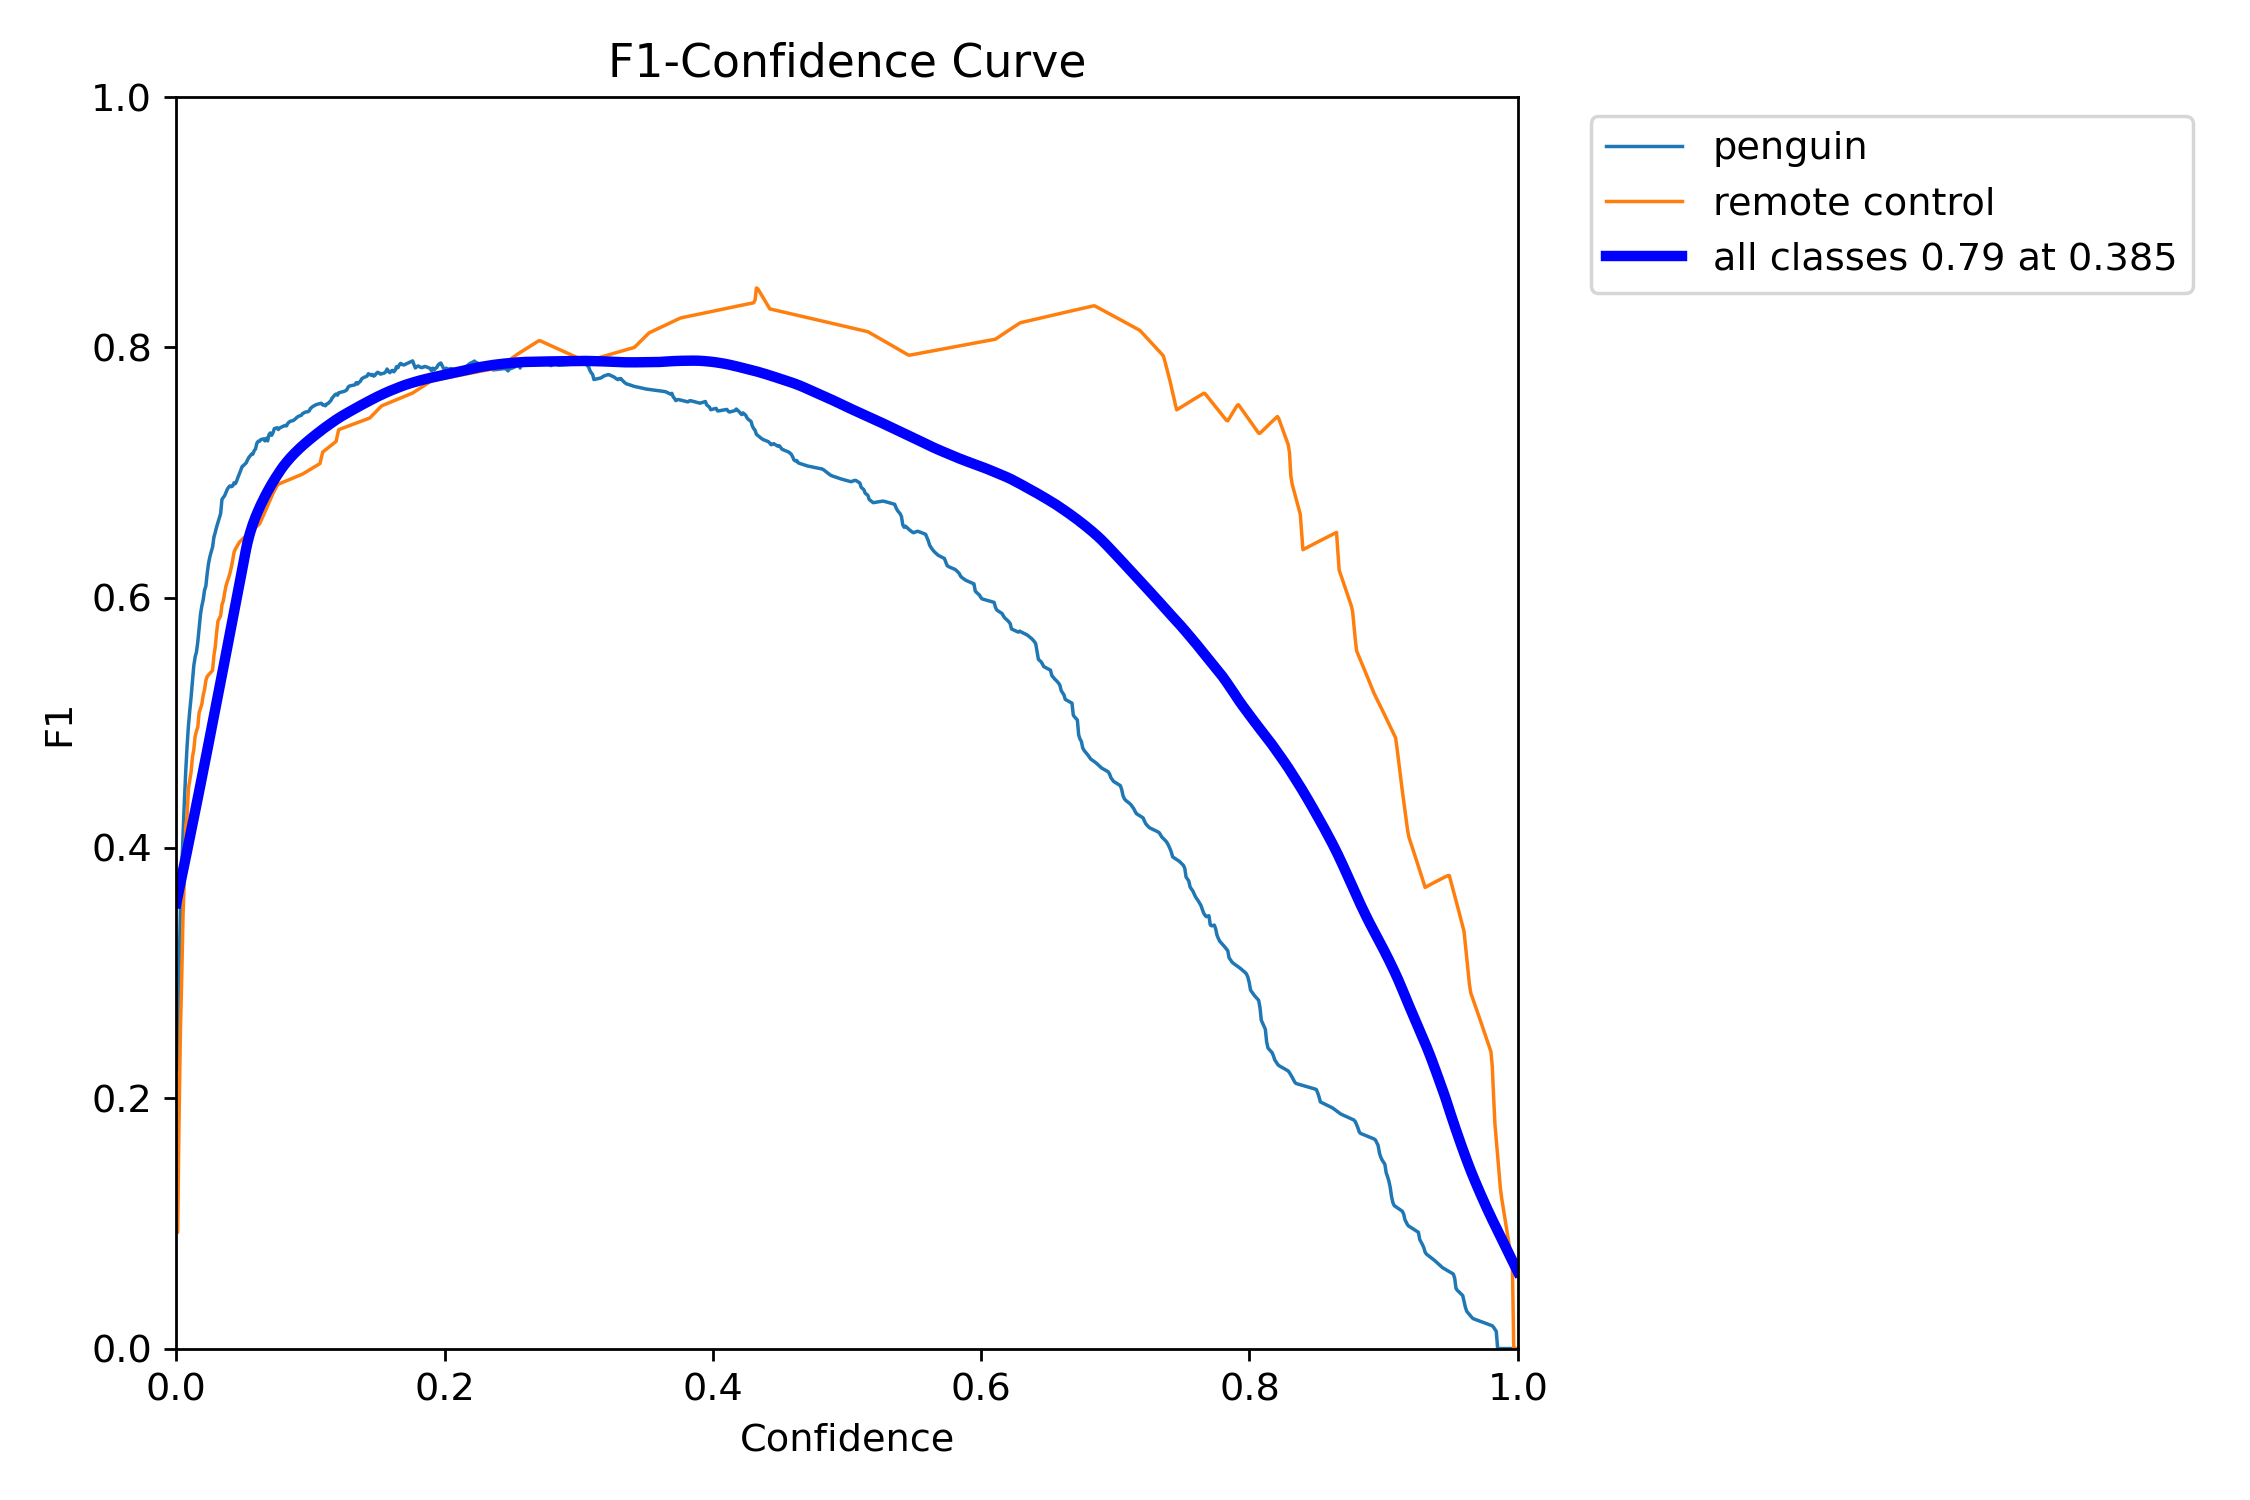 F1-Confidence Curve
penguin
remote control
all classes 0.79 at 0.385
1.0
0.8
0.6
0.4
0.2
0.0
F1
0.0 0.2 0.4 0.6 0.8 1.0
Confidence